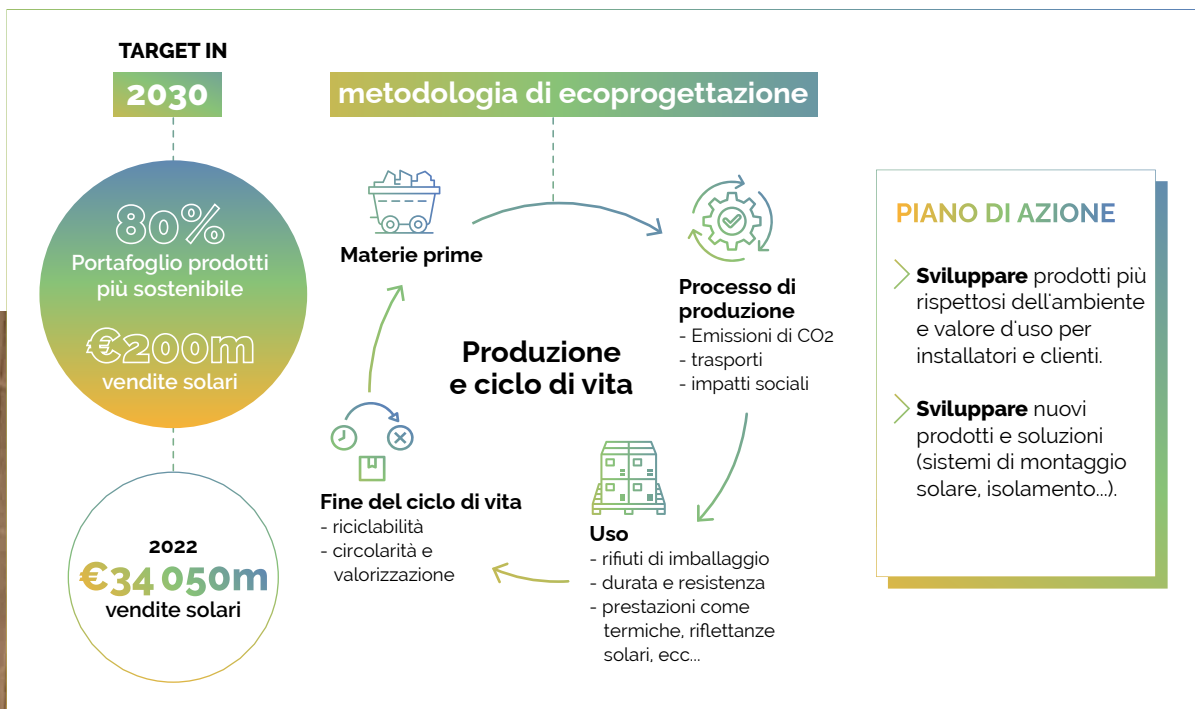 TARGET IN
2030
80%
Portafoglio prodotti
più sostenibile
€200m
vendite solari
2022
€34 050m
vendite solari
metodologia di ecoprogettazione
Materie prime
Processo di
produzione
- Emissioni di CO2
- trasporti
- impatti sociali
Produzione
e ciclo di vita
Uso
- rifiuti di imballaggio
- durata e resistenza
- prestazioni come
termiche, riflettanze
solari, ecc...
Fine del ciclo di vita
- riciclabilità
- circolarità e
valorizzazione
PIANO DI AZIONE
Sviluppare prodotti più
rispettosi dell'ambiente
e valore d'uso per
installatori e clienti.
Sviluppare nuovi
prodotti e soluzioni
(sistemi di montaggio
solare, isolamento...).